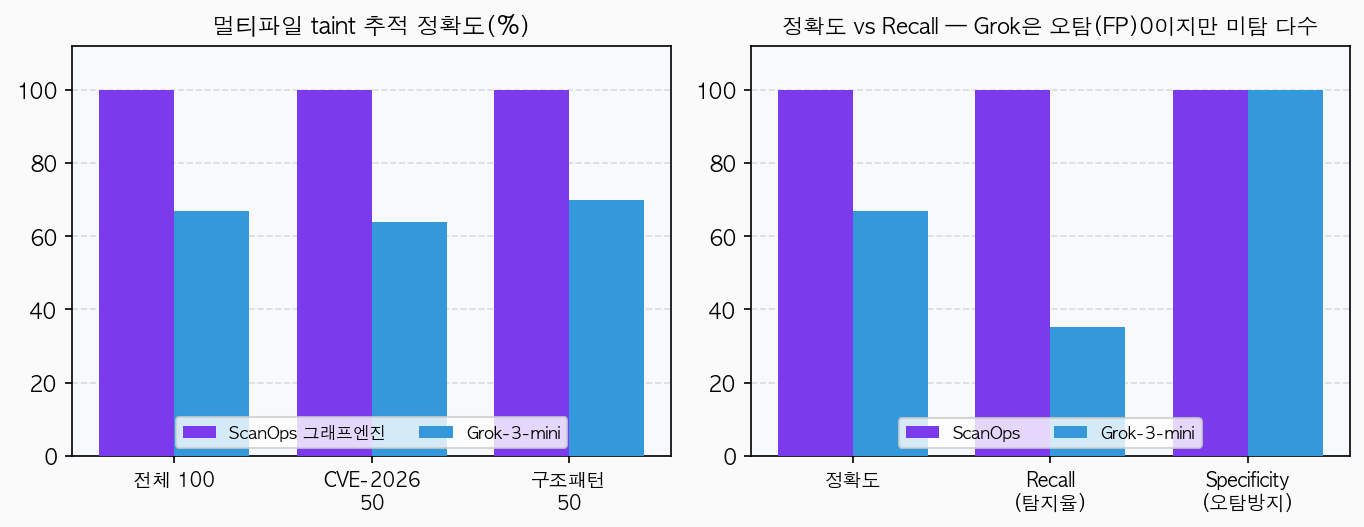 멀티파일 taint 추적 정확도(%)
100
80
60
40
20
0
전체 100
CVE-2026
50
구조패턴
50
ScanOps 그래프엔진
Grok-3-mini
정확도 vs Recall — Grok은 오탐(FP)0이지만 미탐 다수
100
80
60
40
20
0
정확도
Recall
(탐지율)
Specificity
(오탐방지)
ScanOps
Grok-3-mini